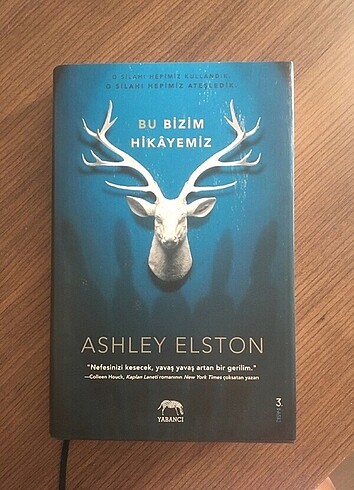 O SİLAHI HEPİMİZ KULLANDIK.
O SİLAHI HEPİMİZ ATEŞLEDİK.
BU BİZİM
HİKÂYEMİZ
ASHLEY ELSTON
"Nefesinizi kesecek, yavaş yavaş artan bir gerilim."
—Colleen Houck, Kaplan Laneti romanının New York Times çoksatan yazarı
YABANCI
3.
BASKI